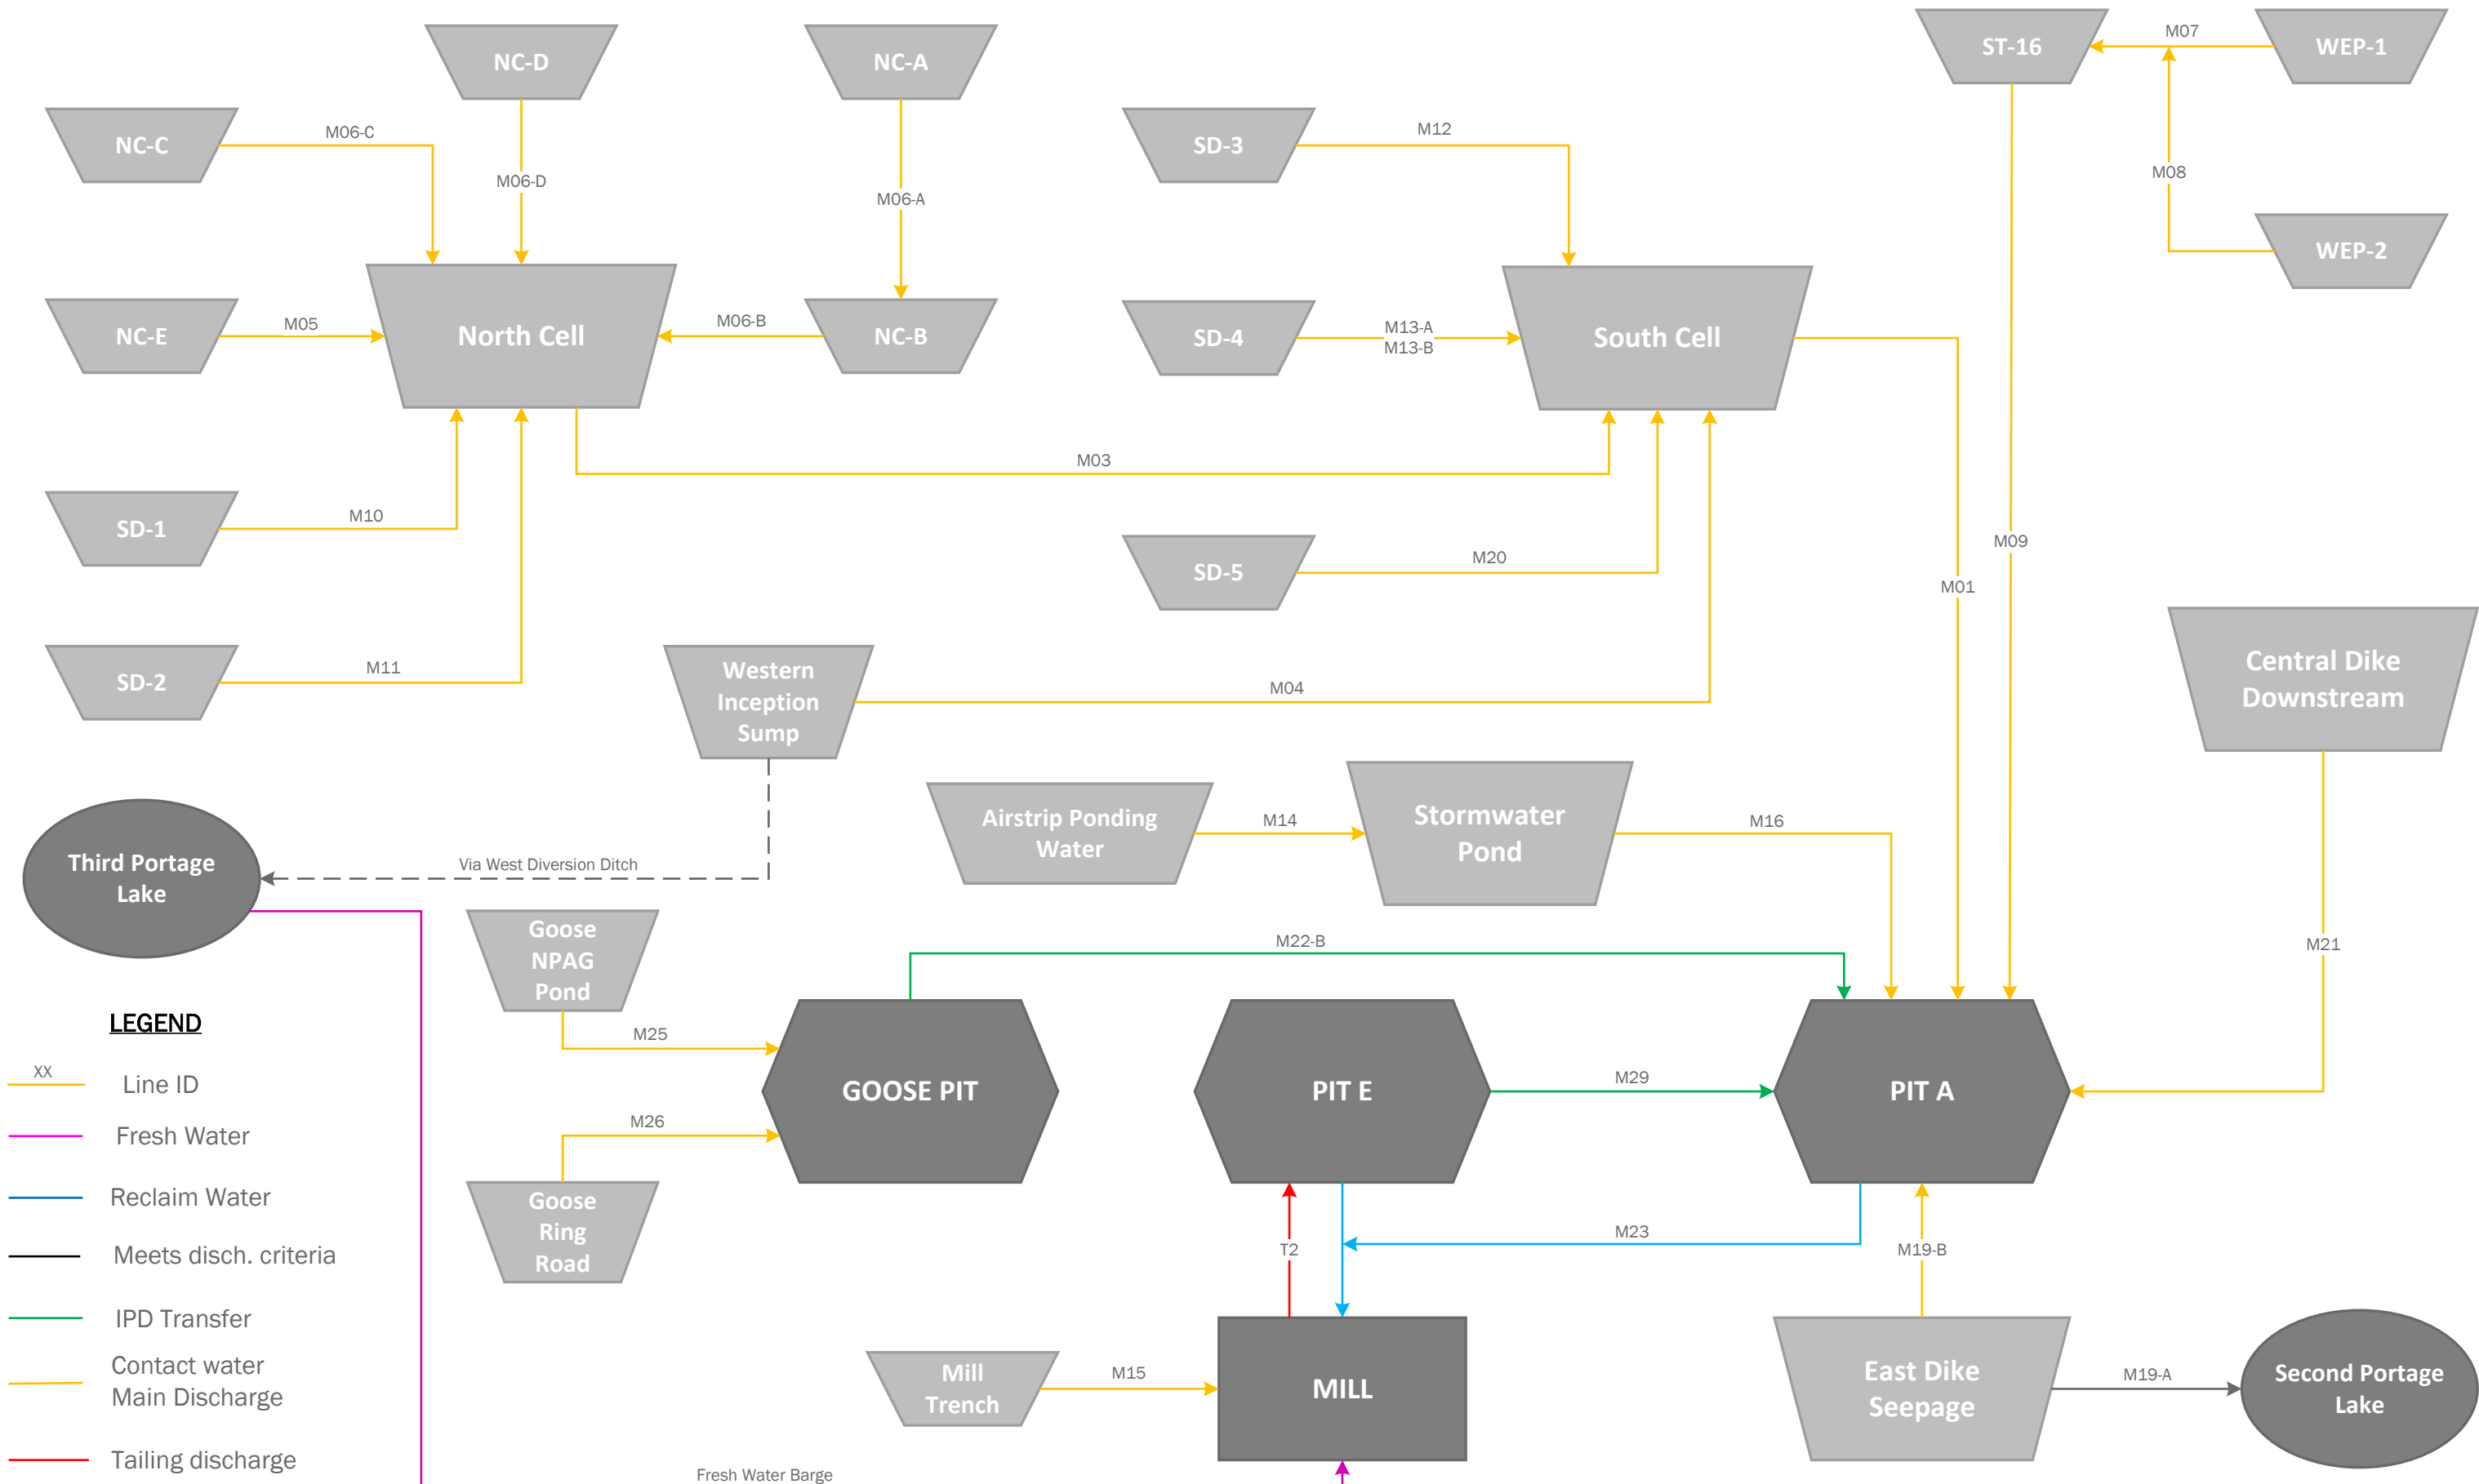 NC-D
NC-A
ST-16
M07
WEP-1
NC-C
M06-C
M06-D
M06-A
SD-3
M12
M08
WEP-2
NC-E
M05
North Cell
M06-B
NC-B
SD-4
M13-A
M13-B
South Cell
M03
SD-1
M10
SD-5
M20
M09
M01
SD-2
M11
Western
Inception
Sump
M04
Central Dike
Downstream
Airstrip Ponding
Water
M14
Stormwater
Pond
M16
Third Portage
Lake
Via West Diversion Ditch
Goose
NPAG
Pond
M22-B
M21
LEGEND
XX
Line ID
Fresh Water
Reclaim Water
Meets disch. criteria
IPD Transfer
Contact water
Main Discharge
Tailing discharge
M25
GOOSE PIT
PIT E
M29
PIT A
M26
Goose
Ring
Road
T2
M23
M19-B
Mill
Trench
M15
MILL
East Dike
Seepage
M19-A
Second Portage
Lake
Fresh Water Barge